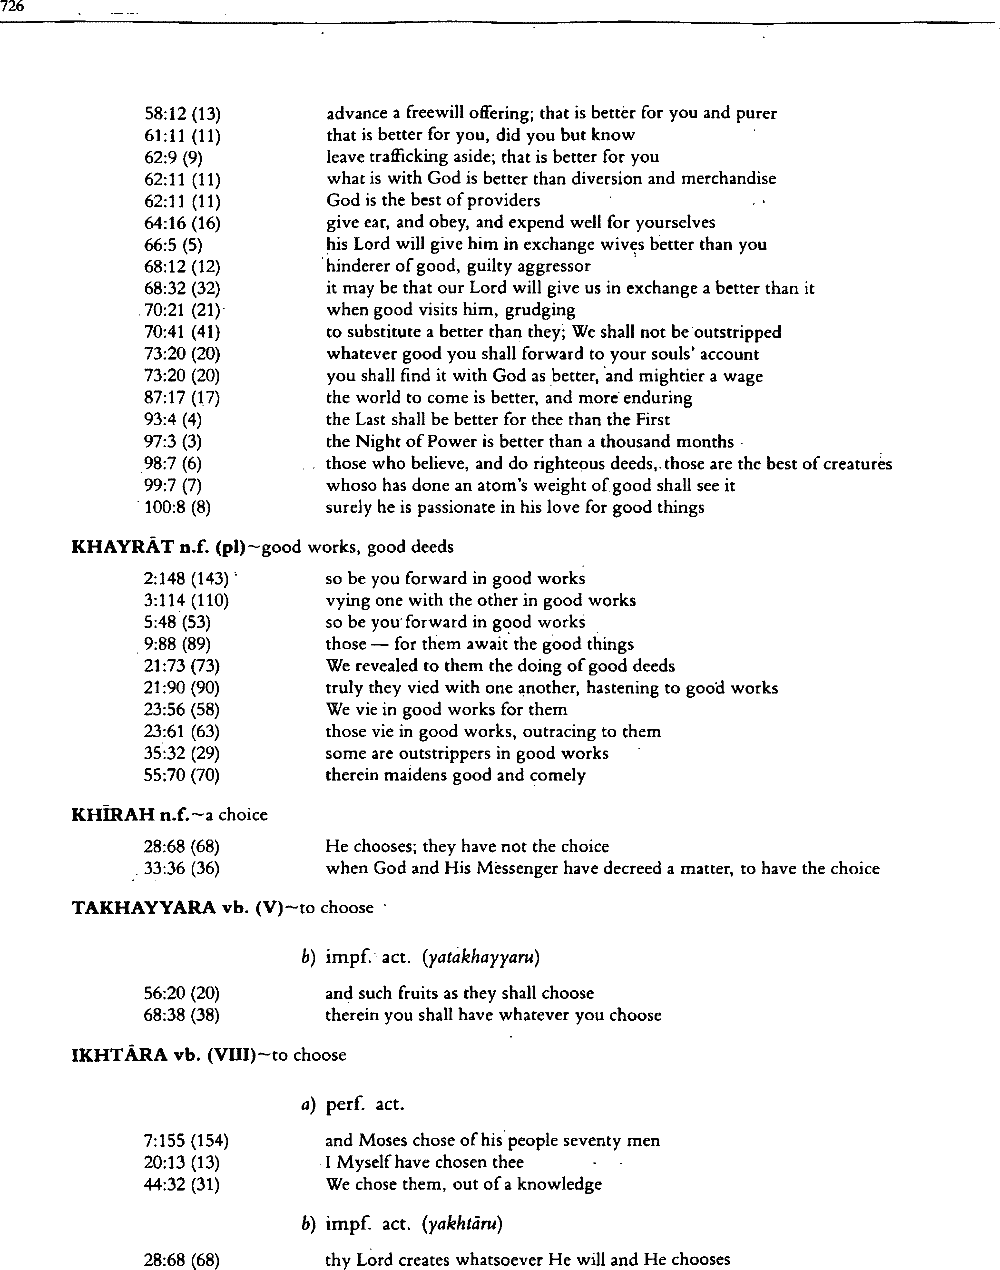 726
58:12 (13) advance a freewill offering; that is better for you and purer
61:11 (11) that is better for you, did you but know
62:9 (9) leave trafficking aside; that is better for you
62:11 (11) what is with God is better than diversion and merchandise
62:11 (11) God is the best of providers
64:16 (16) give ear, and obey, and expend well for yourselves
66:5 (5) his Lord will give him in exchange wives better than you
68:12 (12) hinderer of good, guilty aggressor
68:32 (32) it may be that our Lord will give us in exchange a better than it
70:21 (21) when good visits him, grudging
70:41 (41) to substitute a better than they; We shall not be outstripped
73:20 (20) whatever good you shall forward to your souls' account
73:20 (20) you shall find it with God as better, and mightier a wage
87:17 (17) the world to come is better, and more enduring
93:4 (4) the Last shall be better for thee than the First
97:3 (3) the Night of Power is better than a thousand months
98:7 (6) those who believe, and do righteous deeds, those are the best of creatures
99:7 (7) whoso has done an atom's weight of good shall see it
100:8 (8) surely he is passionate in his love for good things
KHAYRĀT n.f. (pl)~good works, good deeds
2:148 (143) so be you forward in good works
3:114 (110) vying one with the other in good works
5:48 (53) so be you forward in good works
9:88 (89) those — for them await the good things
21:73 (73) We revealed to them the doing of good deeds
21:90 (90) truly they vied with one another, hastening to good works
23:56 (58) We vie in good works for them
23:61 (63) those vie in good works, outracing to them
35:32 (29) some are outstrippers in good works
55:70 (70) therein maidens good and comely
KHĪRAH n.f.~a choice
28:68 (68) He chooses; they have not the choice
33:36 (36) when God and His Messenger have decreed a matter, to have the choice
TAKHAYYARA vb. (V)~to choose
b) impf. act. (yatakhayyaru)
56:20 (20) and such fruits as they shall choose
68:38 (38) therein you shall have whatever you choose
IKHTĀRA vb. (VIII)~to choose
a) perf. act.
7:155 (154) and Moses chose of his people seventy men
20:13 (13) I Myself have chosen thee
44:32 (31) We chose them, out of a knowledge
b) impf. act. (yakhtāru)
28:68 (68) thy Lord creates whatsoever He will and He chooses